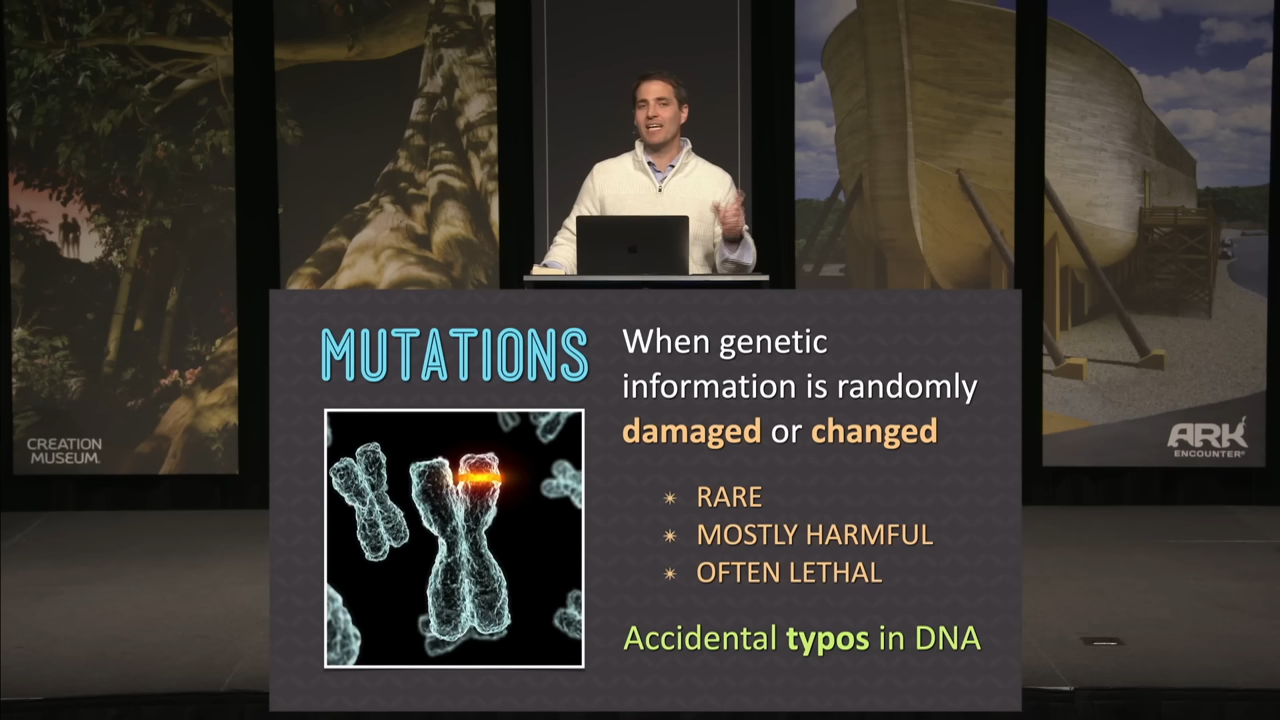 MUTATIONS
When genetic
information is randomly
damaged or changed
RARE
MOSTLY HARMFUL
OFTEN LETHAL
Accidental typos in DNA
CREATION
MUSEUM
ARK
ENCOUNTER